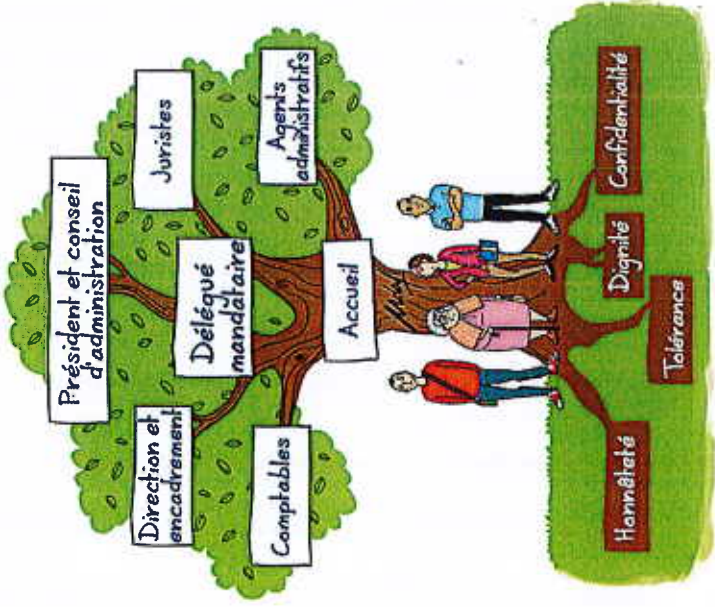 Président et conseil
d'administration
Direction et
encadrement
Juristes
Délégué
mandataire
Comptables
Agents
administratifs
Accueil
Honnêteté
Tolérance
Dignité
Confidentialité